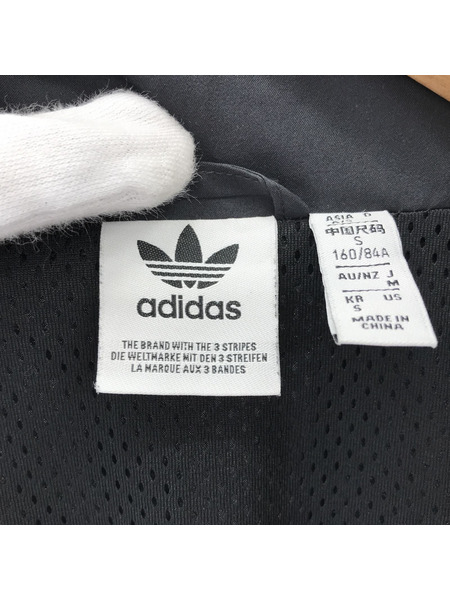 adidas
THE BRAND WITH THE 3 STRIPES
DIE WELTMARKE MIT DEN 3 STREIFEN
LA MARQUE AUX 3 BANDES
ASIA
中国尺码
S
160/84A
AU/NZ J
M
KR US
S
MADE IN
CHINA